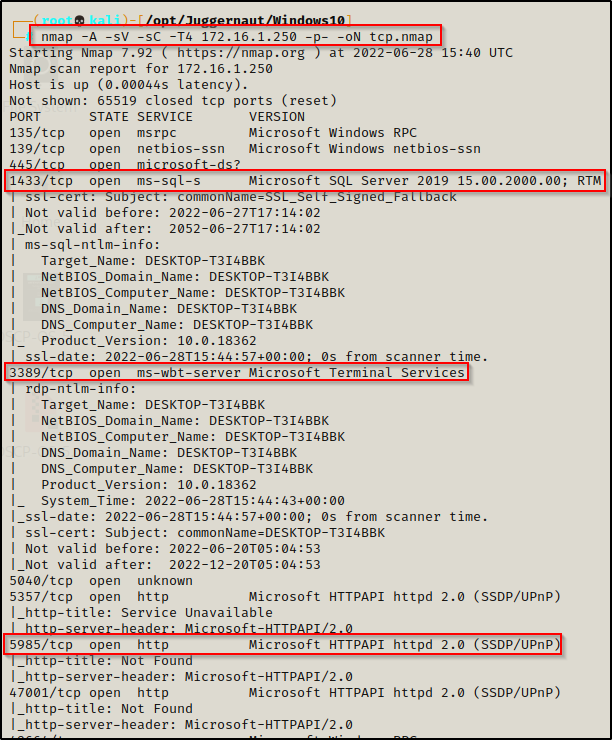 ┌──(root💀kali)-[/opt/Juggernaut/Windows10]
└─# nmap -A -sV -sC -T4 172.16.1.250 -p- -oN tcp.nmap
Starting Nmap 7.92 ( https://nmap.org ) at 2022-06-28 15:40 UTC
Nmap scan report for 172.16.1.250
Host is up (0.00044s latency).
Not shown: 65519 closed tcp ports (reset)
PORT      STATE SERVICE       VERSION
135/tcp   open  msrpc         Microsoft Windows RPC
139/tcp   open  netbios-ssn   Microsoft Windows netbios-ssn
445/tcp   open  microsoft-ds?
1433/tcp  open  ms-sql-s      Microsoft SQL Server 2019 15.00.2000.00; RTM
| ssl-cert: Subject: commonName=SSL_Self_Signed_Fallback
| Not valid before: 2022-06-27T17:14:02
|_Not valid after:  2052-06-27T17:14:02
| ms-sql-ntlm-info:
|   Target_Name: DESKTOP-T3I4BBK
|   NetBIOS_Domain_Name: DESKTOP-T3I4BBK
|   NetBIOS_Computer_Name: DESKTOP-T3I4BBK
|   DNS_Domain_Name: DESKTOP-T3I4BBK
|   DNS_Computer_Name: DESKTOP-T3I4BBK
|_  Product_Version: 10.0.18362
|_ssl-date: 2022-06-28T15:44:57+00:00; 0s from scanner time.
3389/tcp  open  ms-wbt-server Microsoft Terminal Services
| rdp-ntlm-info:
|   Target_Name: DESKTOP-T3I4BBK
|   NetBIOS_Domain_Name: DESKTOP-T3I4BBK
|   NetBIOS_Computer_Name: DESKTOP-T3I4BBK
|   DNS_Domain_Name: DESKTOP-T3I4BBK
|   DNS_Computer_Name: DESKTOP-T3I4BBK
|   Product_Version: 10.0.18362
|_  System_Time: 2022-06-28T15:44:43+00:00
|_ssl-date: 2022-06-28T15:44:57+00:00; 0s from scanner time.
| ssl-cert: Subject: commonName=DESKTOP-T3I4BBK
| Not valid before: 2022-06-20T05:04:53
|_Not valid after:  2022-12-20T05:04:53
5040/tcp  open  unknown
5357/tcp  open  http          Microsoft HTTPAPI httpd 2.0 (SSDP/UPnP)
|_http-title: Service Unavailable
|_http-server-header: Microsoft-HTTPAPI/2.0
5985/tcp  open  http          Microsoft HTTPAPI httpd 2.0 (SSDP/UPnP)
|_http-title: Not Found
|_http-server-header: Microsoft-HTTPAPI/2.0
47001/tcp open  http          Microsoft HTTPAPI httpd 2.0 (SSDP/UPnP)
|_http-title: Not Found
|_http-server-header: Microsoft-HTTPAPI/2.0